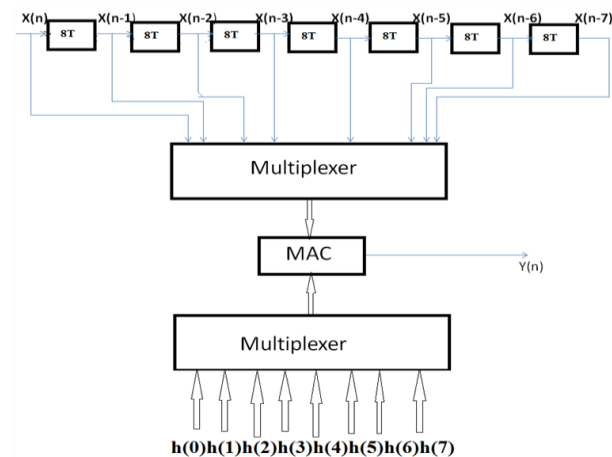 X(n) X(n-1) X(n-2) X(n-3) X(n-4) X(n-5) X(n-6) X(n-7)
8T 8T 8T 8T 8T 8T 8T
Multiplexer
MAC
Y(n)
Multiplexer
h(0)h(1)h(2)h(3)h(4)h(5)h(6)h(7)